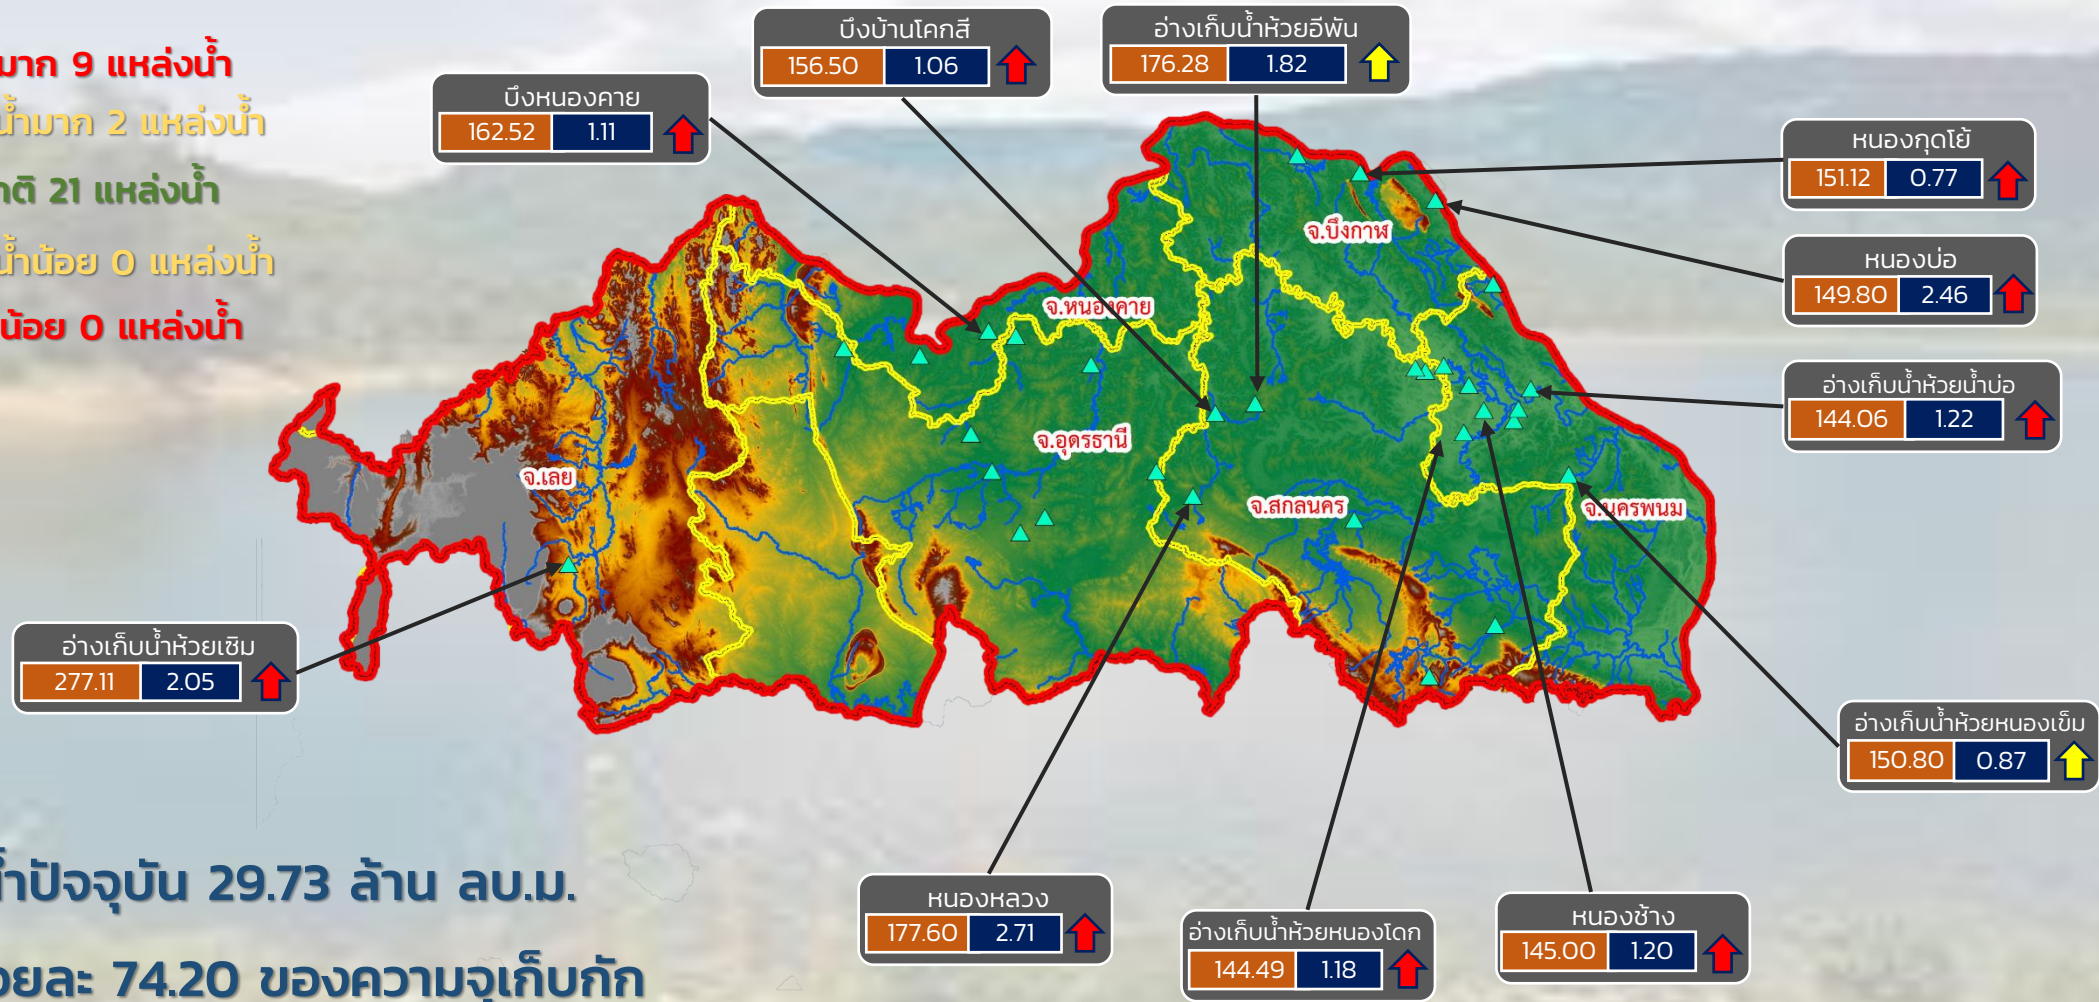 มาก 9 แหล่งน้ำ
น้ำมาก 2 แหล่งน้ำ
กติ 21 แหล่งน้ำ
น้ำน้อย 0 แหล่งน้ำ
น้อย 0 แหล่งน้ำ
บึงหนองคาย
162.52 1.11
บึงบ้านโคกสี
156.50 1.06
อ่างเก็บน้ำห้วยอีพัน
176.28 1.82
หนองกุดโย้
151.12 0.77
หนองบ่อ
149.80 2.46
อ่างเก็บน้ำห้วยน้ำบ่อ
144.06 1.22
จ.บึงกาฬ
จ.หนองคาย
จ.อุดรธานี
จ.เลย
จ.สกลนคร
จ.นครพนม
อ่างเก็บน้ำห้วยเซิม
277.11 2.05
อ่างเก็บน้ำห้วยหนองเข็ม
150.80 0.87
หนองหลวง
177.60 2.71
อ่างเก็บน้ำห้วยหนองโดก
144.49 1.18
หนองช้าง
145.00 1.20
น้ำปัจจุบัน 29.73 ล้าน ลบ.ม.
อยละ 74.20 ของความจุเก็บกัก